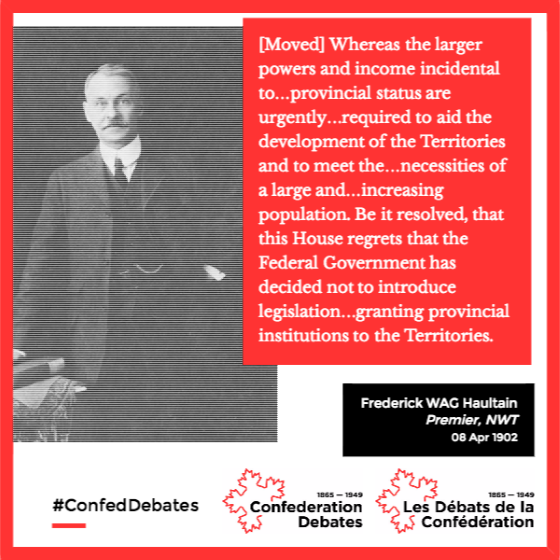 [Moved] Whereas the larger
powers and income incidental
to...provincial status are
urgently...required to aid the
development of the Territories
and to meet the...necessities of
a large and...increasing
population. Be it resolved, that
this House regrets that the
Federal Government has
decided not to introduce
legislation...granting provincial
institutions to the Territories.
Frederick WAG Haultain
Premier, NWT
08 Apr 1902
#ConfedDebates
1865 — 1949
Confederation
Debates
1865 — 1949
Les Débats de la
Confédération